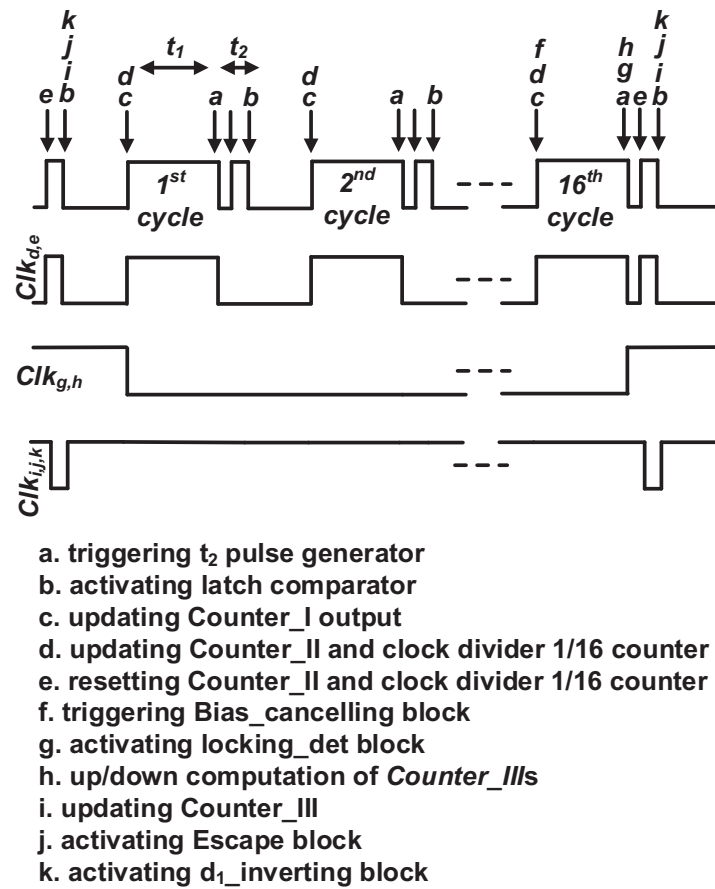 k
j
i
b
e
d
c
t1
t2
a
b
d
c
a
b
f
d
c
h
g
a
e
k
j
i
b
1st cycle
2nd cycle
16th cycle
Clkd,e
Clkg,h
Clki,j,k
a. triggering t2 pulse generator
b. activating latch comparator
c. updating Counter_I output
d. updating Counter_II and clock divider 1/16 counter
e. resetting Counter_II and clock divider 1/16 counter
f. triggering Bias_cancelling block
g. activating locking_det block
h. up/down computation of Counter_IIIs
i. updating Counter_III
j. activating Escape block
k. activating d1_inverting block